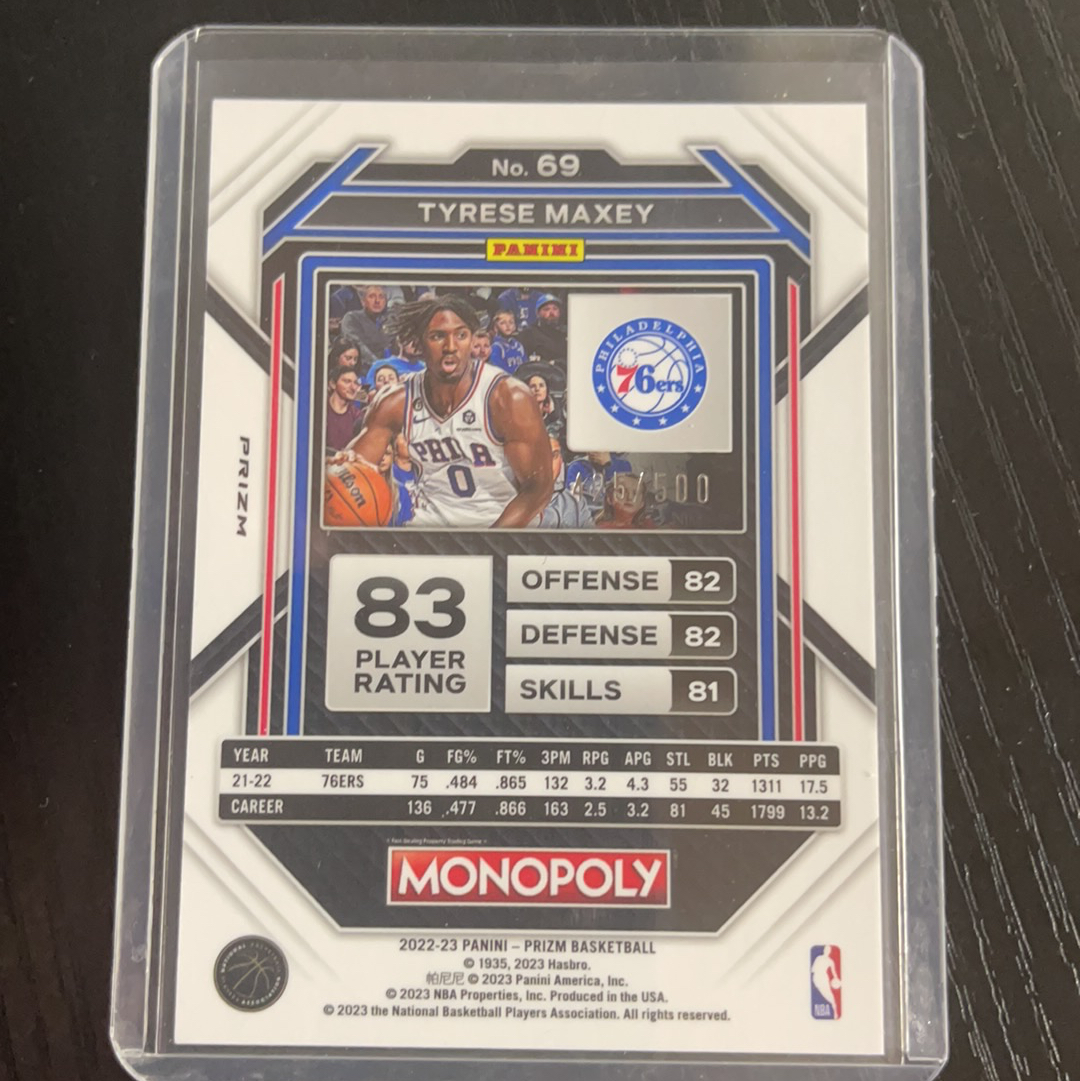 No. 69
TYRESE MAXEY
PANINI
PHILADELPHIA
76ers
PHILA
0
Wilson
/500
PRIZM
83
PLAYER
RATING
OFFENSE 82
DEFENSE 82
SKILLS 81
YEAR TEAM G FG% FT% 3PM RPG APG STL BLK PTS PPG
21-22 76ERS 75 .484 .865 132 3.2 4.3 55 32 1311 17.5
CAREER 136 .477 .866 163 2.5 3.2 81 45 1799 13.2
MONOPOLY
2022-23 PANINI – PRIZM BASKETBALL
© 1935, 2023 Hasbro.
帕尼尼 © 2023 Panini America, Inc.
© 2023 NBA Properties, Inc. Produced in the USA.
© 2023 the National Basketball Players Association. All rights reserved.
NBA